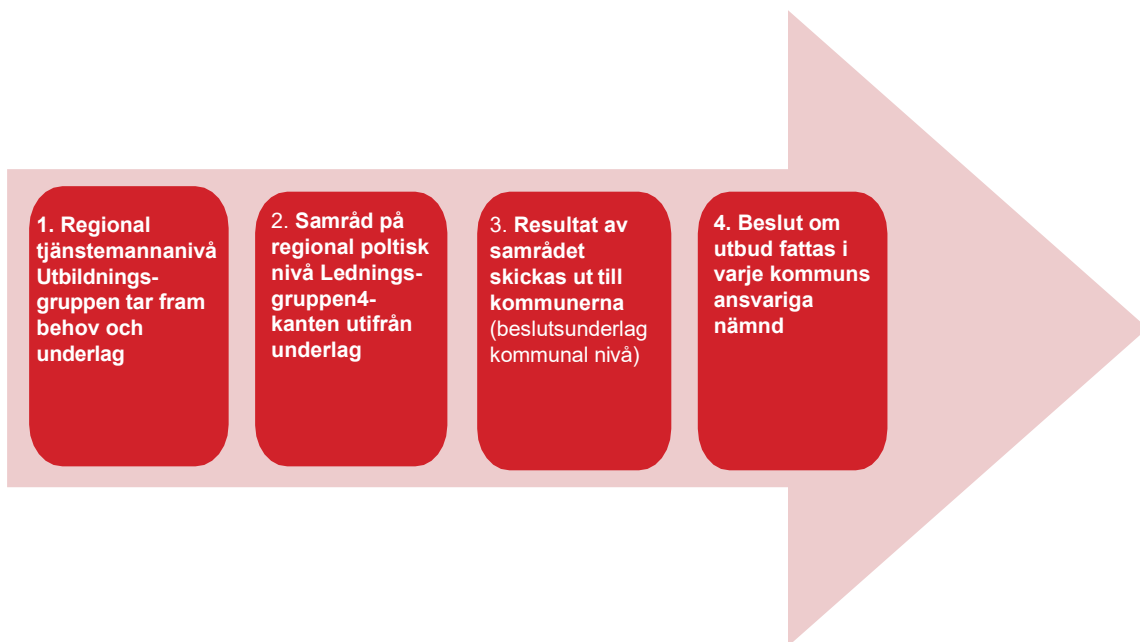 1. Regional
tjänstemannanivå
Utbildnings-
gruppen tar fram
behov och
underlag
2. Samråd på
regional poltisk
nivå Lednings-
gruppen4-
kanten utifrån
underlag
3. Resultat av
samrådet
skickas ut till
kommunerna
(beslutsunderlag
kommunal nivå)
4. Beslut om
utbud fattas i
varje kommuns
ansvariga
nämnd